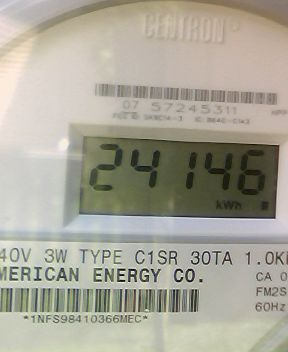 CENTRON®
07 57245311
24146
kWh
40V 3W TYPE C1SR 30TA 1.0K
MERICAN ENERGY CO.
CA 0
FM2S
60Hz
*1NFS98410366MEC*